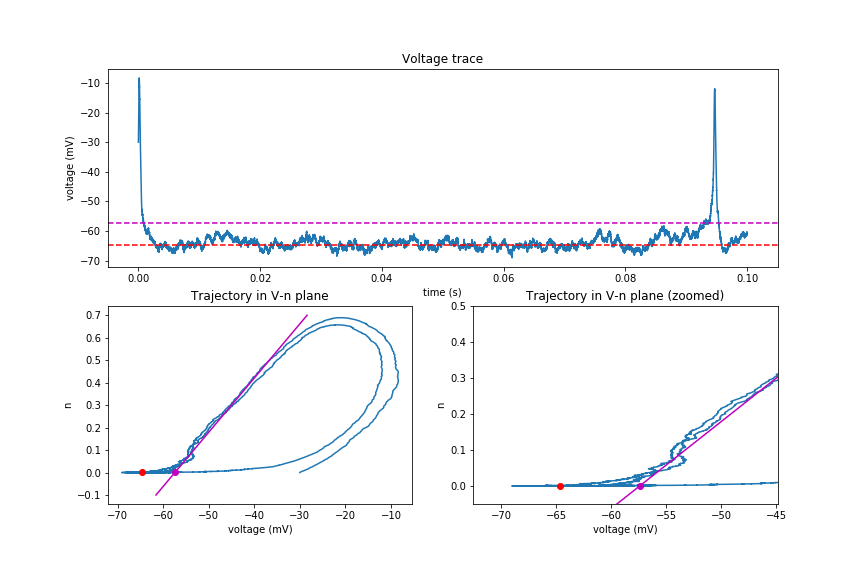 Voltage trace
voltage (mV)
−10
−20
−30
−40
−50
−60
−70
0.00 0.02 0.04 0.06 0.08 0.10
time (s)
Trajectory in V-n plane
n
0.7
0.6
0.5
0.4
0.3
0.2
0.1
0.0
−0.1
−70 −60 −50 −40 −30 −20 −10
voltage (mV)
Trajectory in V-n plane (zoomed)
n
0.5
0.4
0.3
0.2
0.1
0.0
−70 −65 −60 −55 −50 −45
voltage (mV)